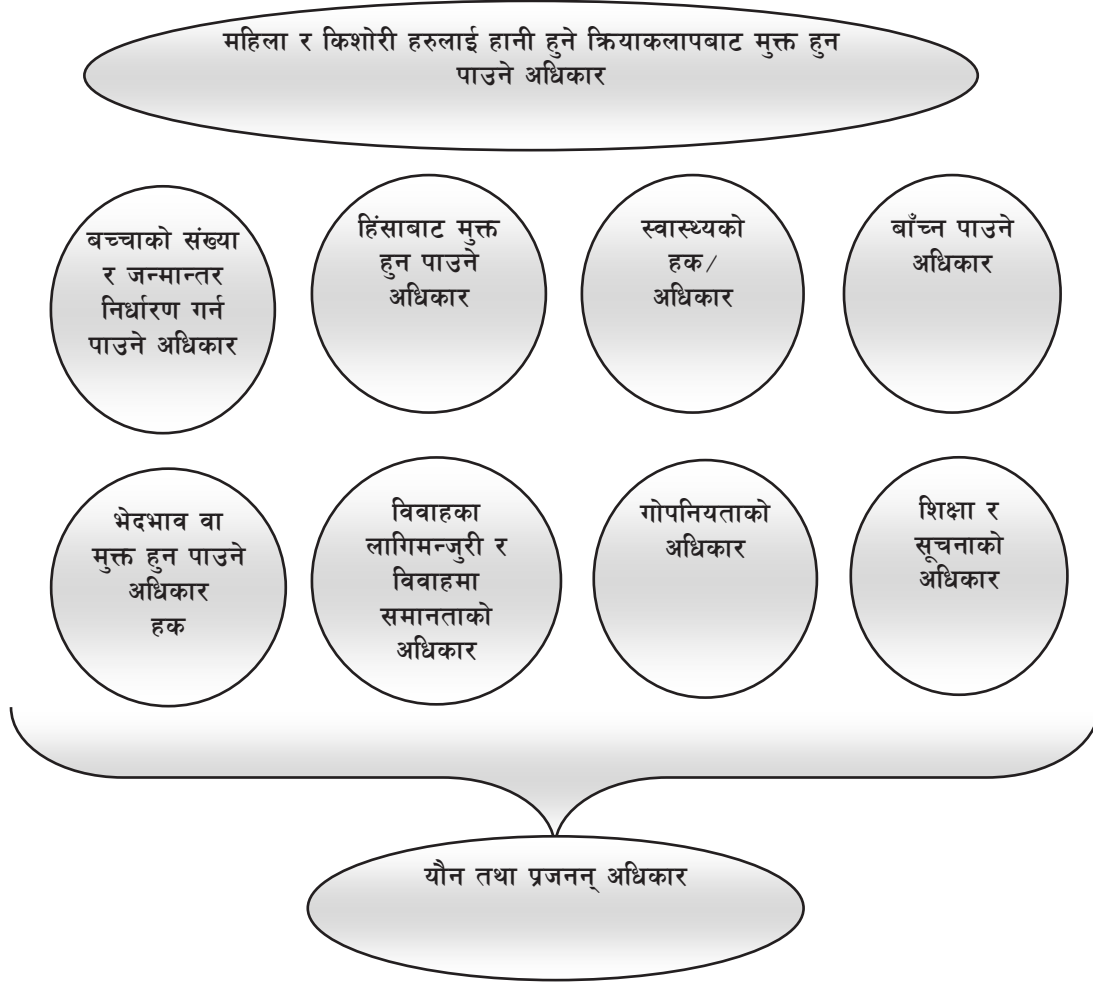 महिला र किशोरी हरुलाई हानी हुने क्रियाकलापबाट मुक्त हुन
पाउने अधिकार
बच्चाको संख्या
र जन्मान्तर
निर्धारण गर्न
पाउने अधिकार
हिंसाबाट मुक्त
हुन पाउने
अधिकार
स्वास्थ्यको
हक/
अधिकार
बाँच्न पाउने
अधिकार
भेदभाव वा
मुक्त हुन पाउने
अधिकार
हक
विवाहका
लागिमन्जुरी र
विवाहमा
समानताको
अधिकार
गोपनियताको
अधिकार
शिक्षा र
सूचनाको
अधिकार
यौन तथा प्रजनन् अधिकार